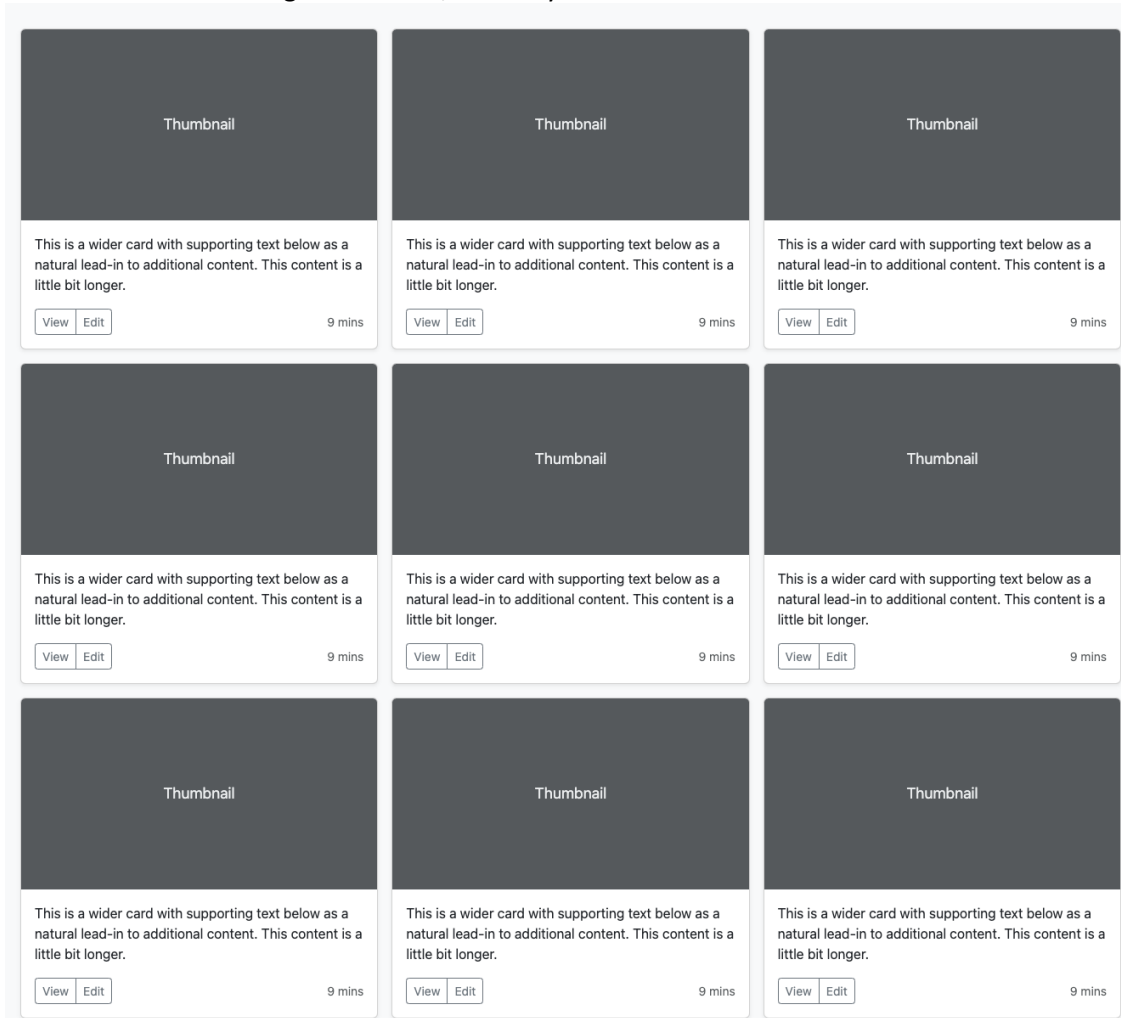 Thumbnail
This is a wider card with supporting text below as a
natural lead-in to additional content. This content is a
little bit longer.
View Edit 9 mins
Thumbnail
This is a wider card with supporting text below as a
natural lead-in to additional content. This content is a
little bit longer.
View Edit 9 mins
Thumbnail
This is a wider card with supporting text below as a
natural lead-in to additional content. This content is a
little bit longer.
View Edit 9 mins
Thumbnail
This is a wider card with supporting text below as a
natural lead-in to additional content. This content is a
little bit longer.
View Edit 9 mins
Thumbnail
This is a wider card with supporting text below as a
natural lead-in to additional content. This content is a
little bit longer.
View Edit 9 mins
Thumbnail
This is a wider card with supporting text below as a
natural lead-in to additional content. This content is a
little bit longer.
View Edit 9 mins
Thumbnail
This is a wider card with supporting text below as a
natural lead-in to additional content. This content is a
little bit longer.
View Edit 9 mins
Thumbnail
This is a wider card with supporting text below as a
natural lead-in to additional content. This content is a
little bit longer.
View Edit 9 mins
Thumbnail
This is a wider card with supporting text below as a
natural lead-in to additional content. This content is a
little bit longer.
View Edit 9 mins